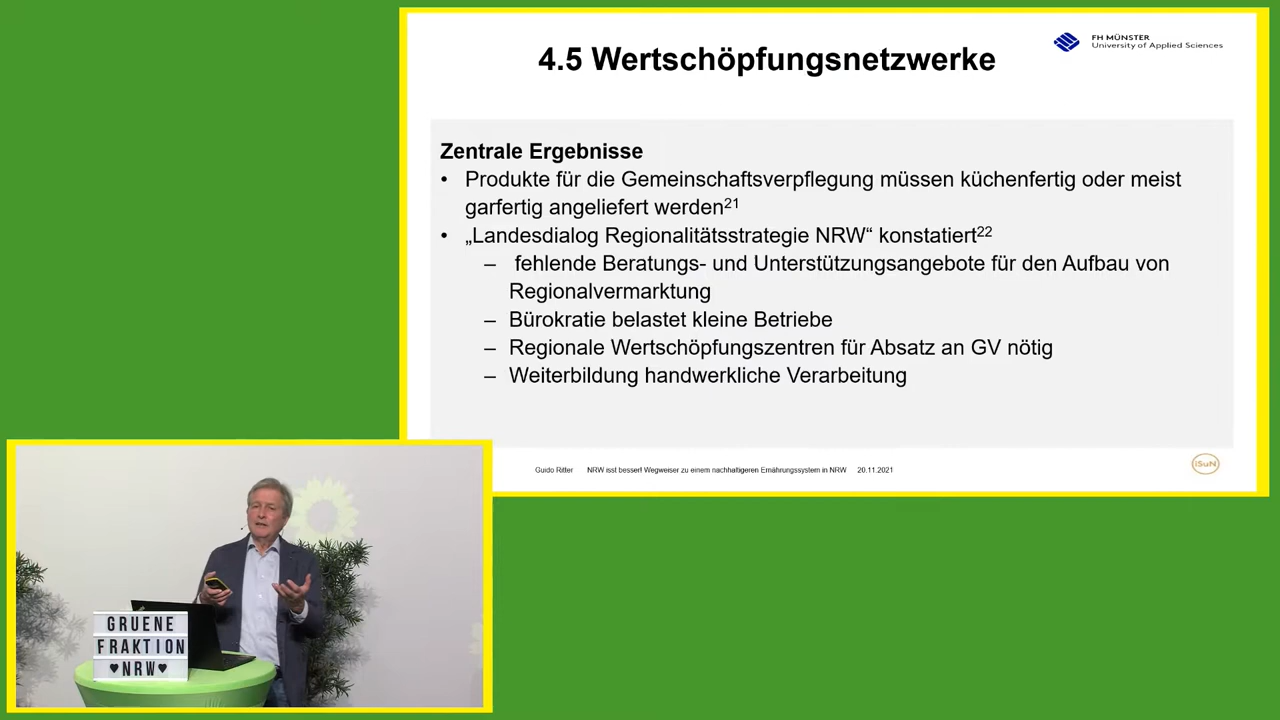 4.5 Wertschöpfungsnetzwerke
FH MÜNSTER
University of Applied Sciences
Zentrale Ergebnisse
• Produkte für die Gemeinschaftsverpflegung müssen küchenfertig oder meist
garfertig angeliefert werden²¹
• „Landesdialog Regionalitätsstrategie NRW“ konstatiert²²
– fehlende Beratungs- und Unterstützungsangebote für den Aufbau von
Regionalvermarktung
– Bürokratie belastet kleine Betriebe
– Regionale Wertschöpfungszentren für Absatz an GV nötig
– Weiterbildung handwerkliche Verarbeitung
Guido Ritter NRW isst besser! Wegweiser zu einem nachhaltigeren Ernährungssystem in NRW 20.11.2021
iSuN
GRUENE
FRAKTION
♥NRW♥